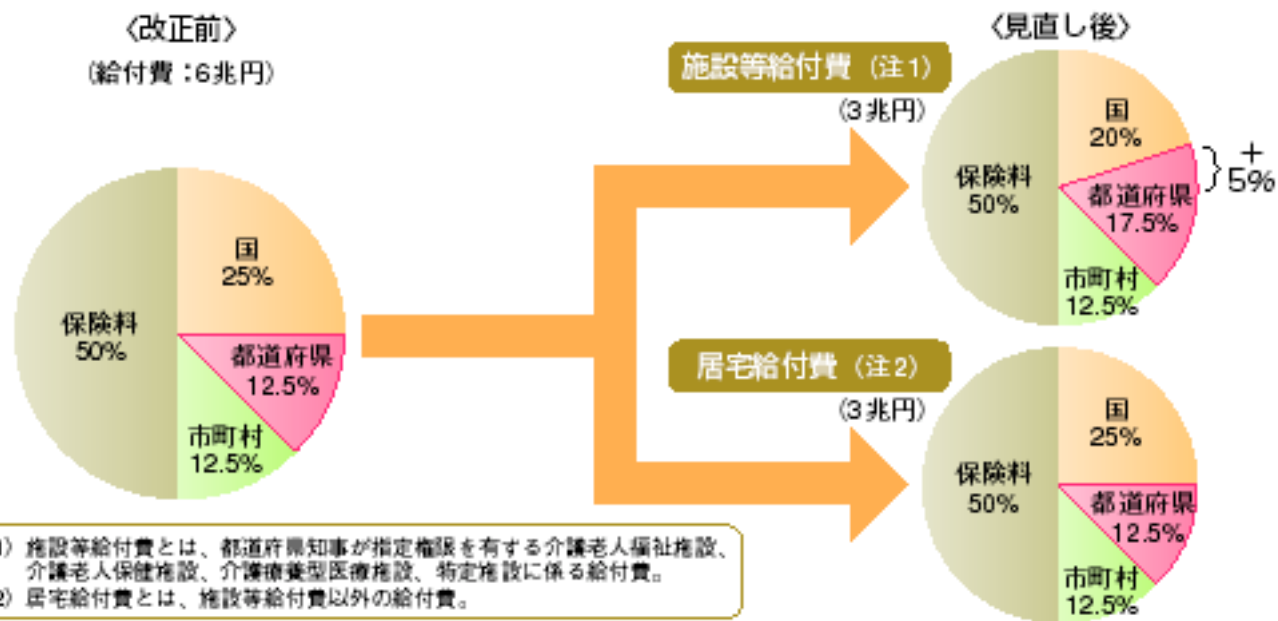 〈改正前〉
(給付費：6兆円)
保険料
50%
国
25%
都道府県
12.5%
市町村
12.5%
〈見直し後〉
施設等給付費（注1）
(3兆円)
保険料
50%
国
20%
都道府県
17.5%
市町村
12.5%
+
5%
居宅給付費（注2）
(3兆円)
保険料
50%
国
25%
都道府県
12.5%
市町村
12.5%
) 施設等給付費とは、都道府県知事が指定権限を有する介護老人福祉施設、
介護老人保健施設、介護療養型医療施設、特定施設に係る給付費。
2) 居宅給付費とは、施設等給付費以外の給付費。